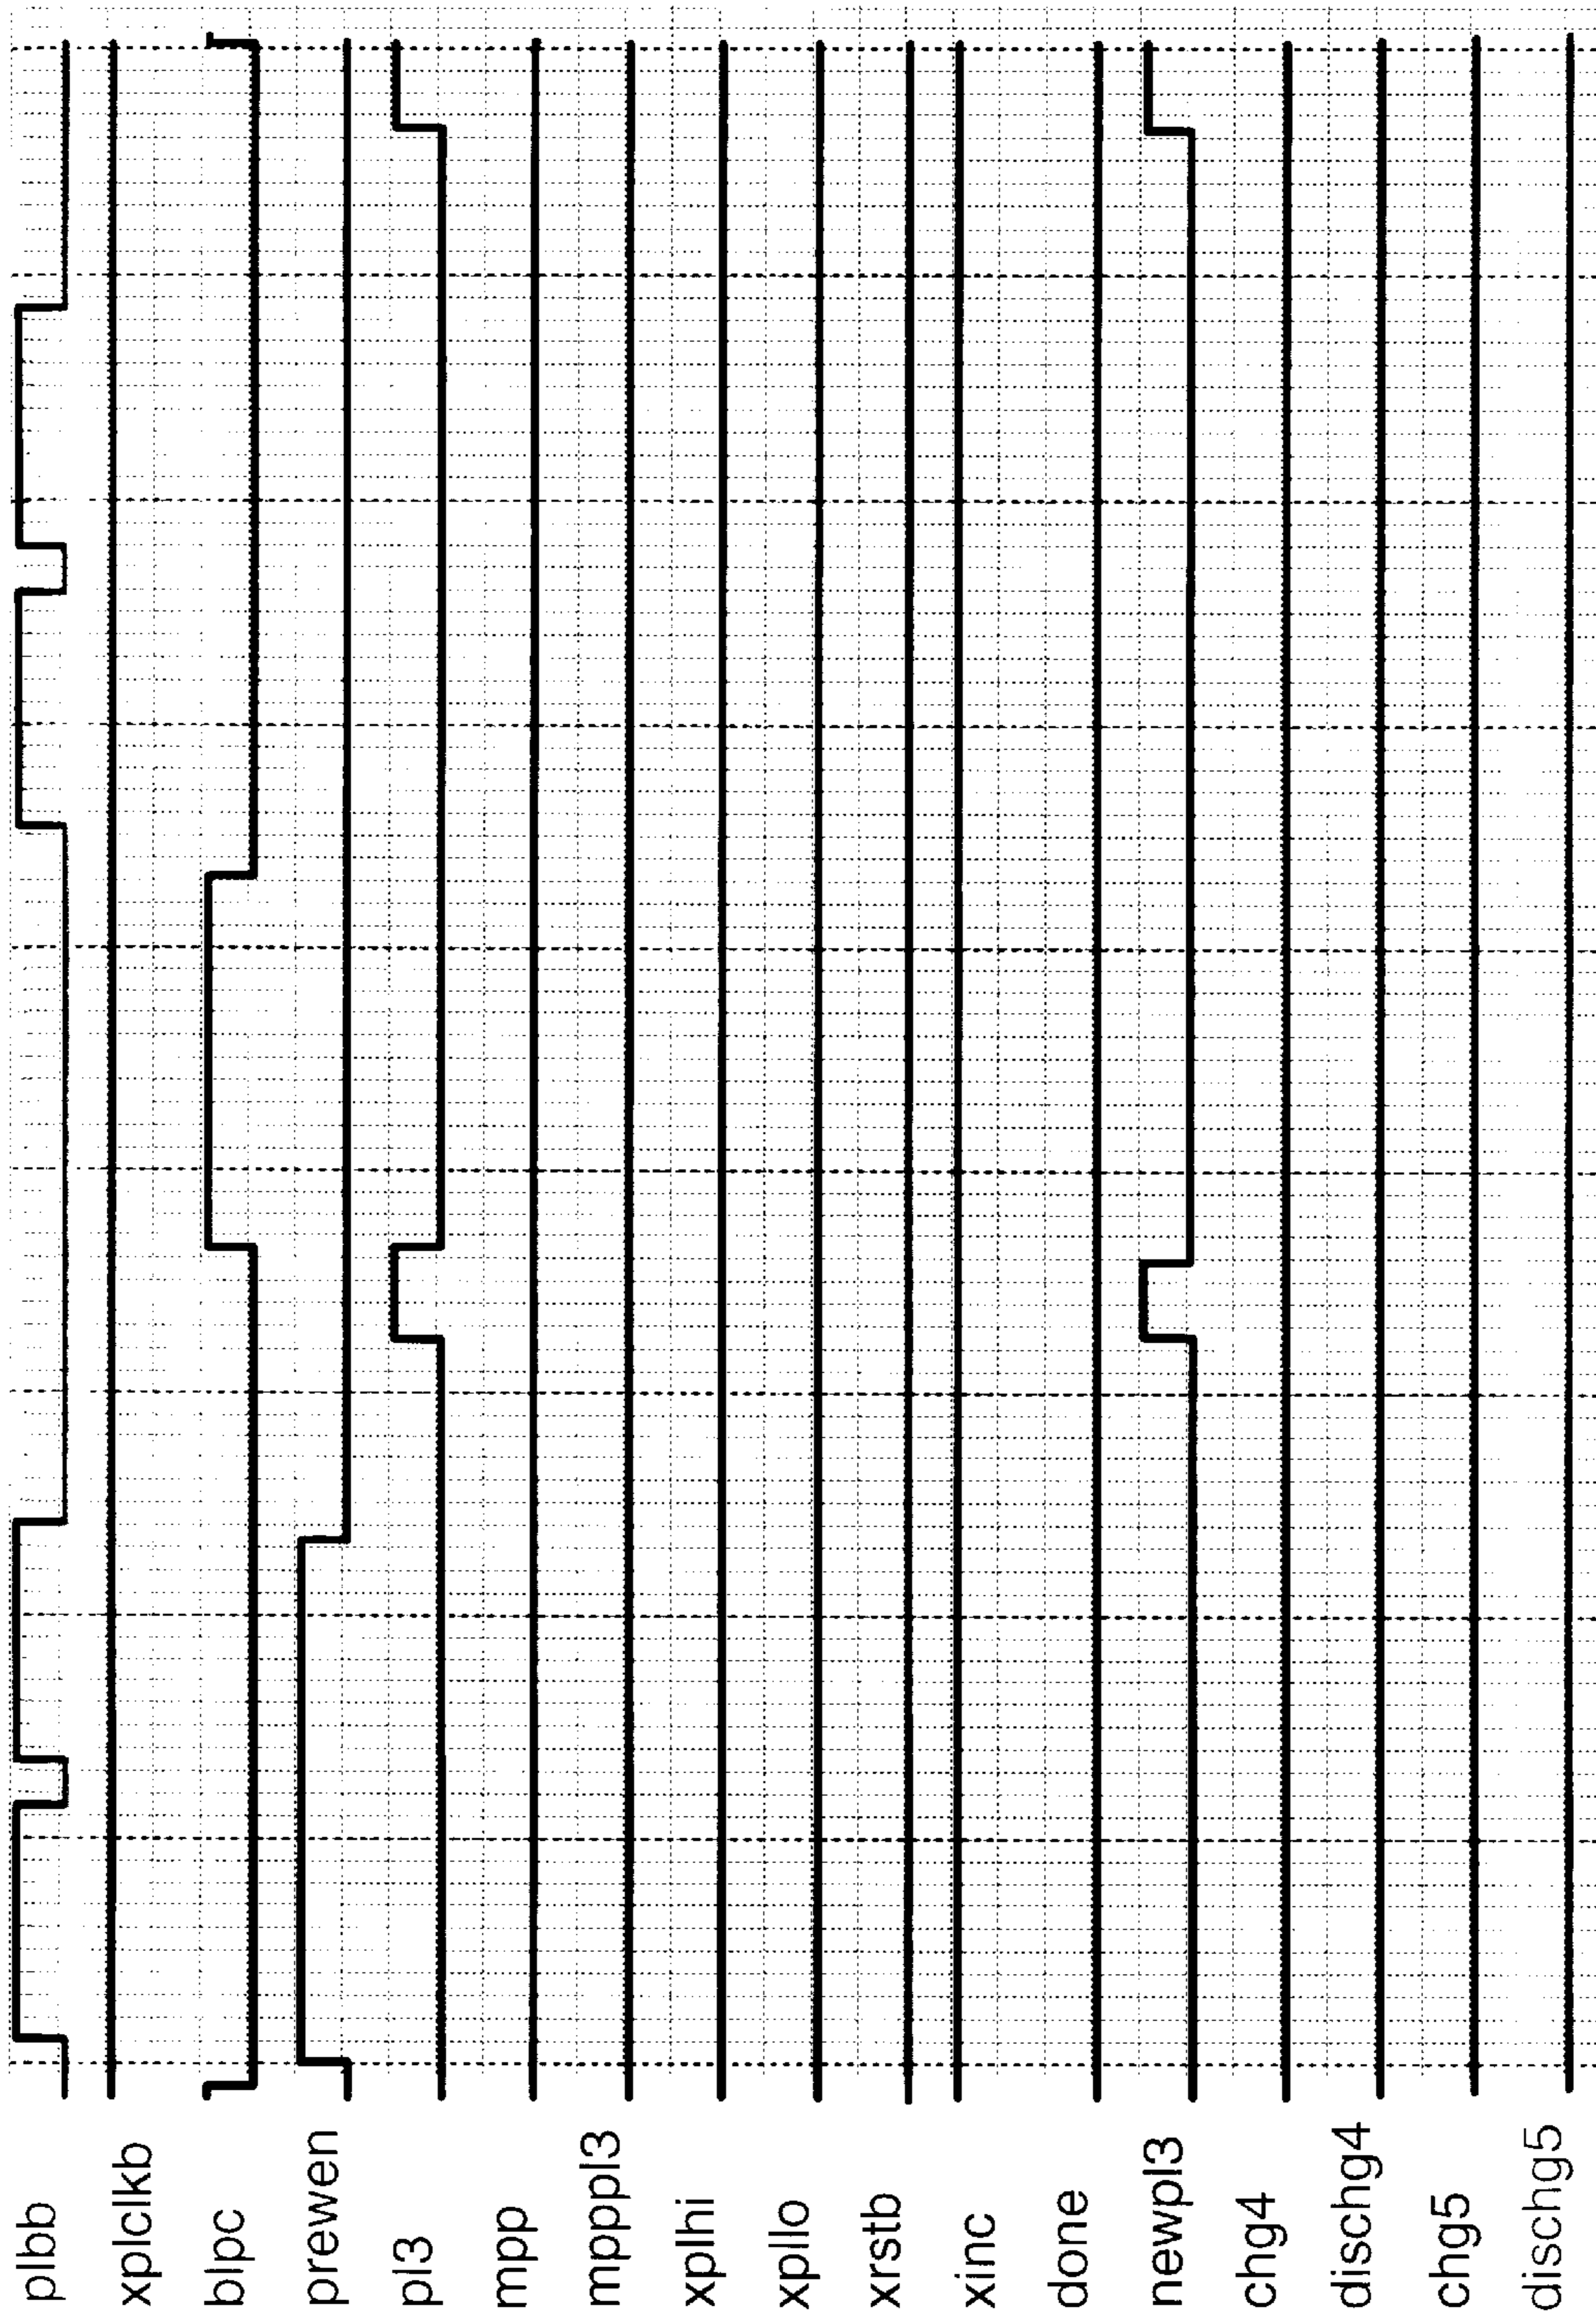 plbb
xplclkb
blpc
prewen
pl3
mpp
mpppl3
xplhi
xpllo
xrstb
xinc
done
newpl3
chg4
dischg4
chg5
dischg5